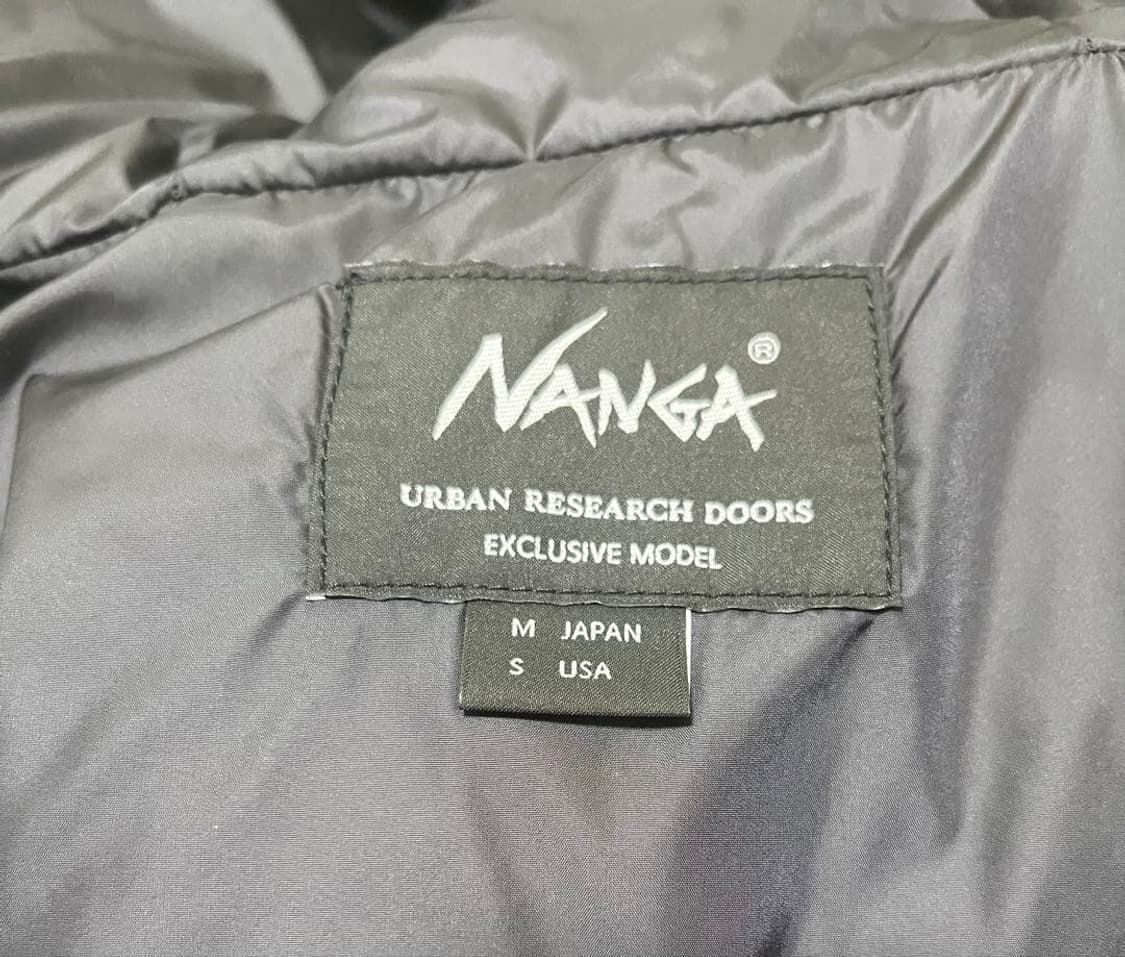 NANGA®
URBAN RESEARCH DOORS
EXCLUSIVE MODEL
M JAPAN
S USA